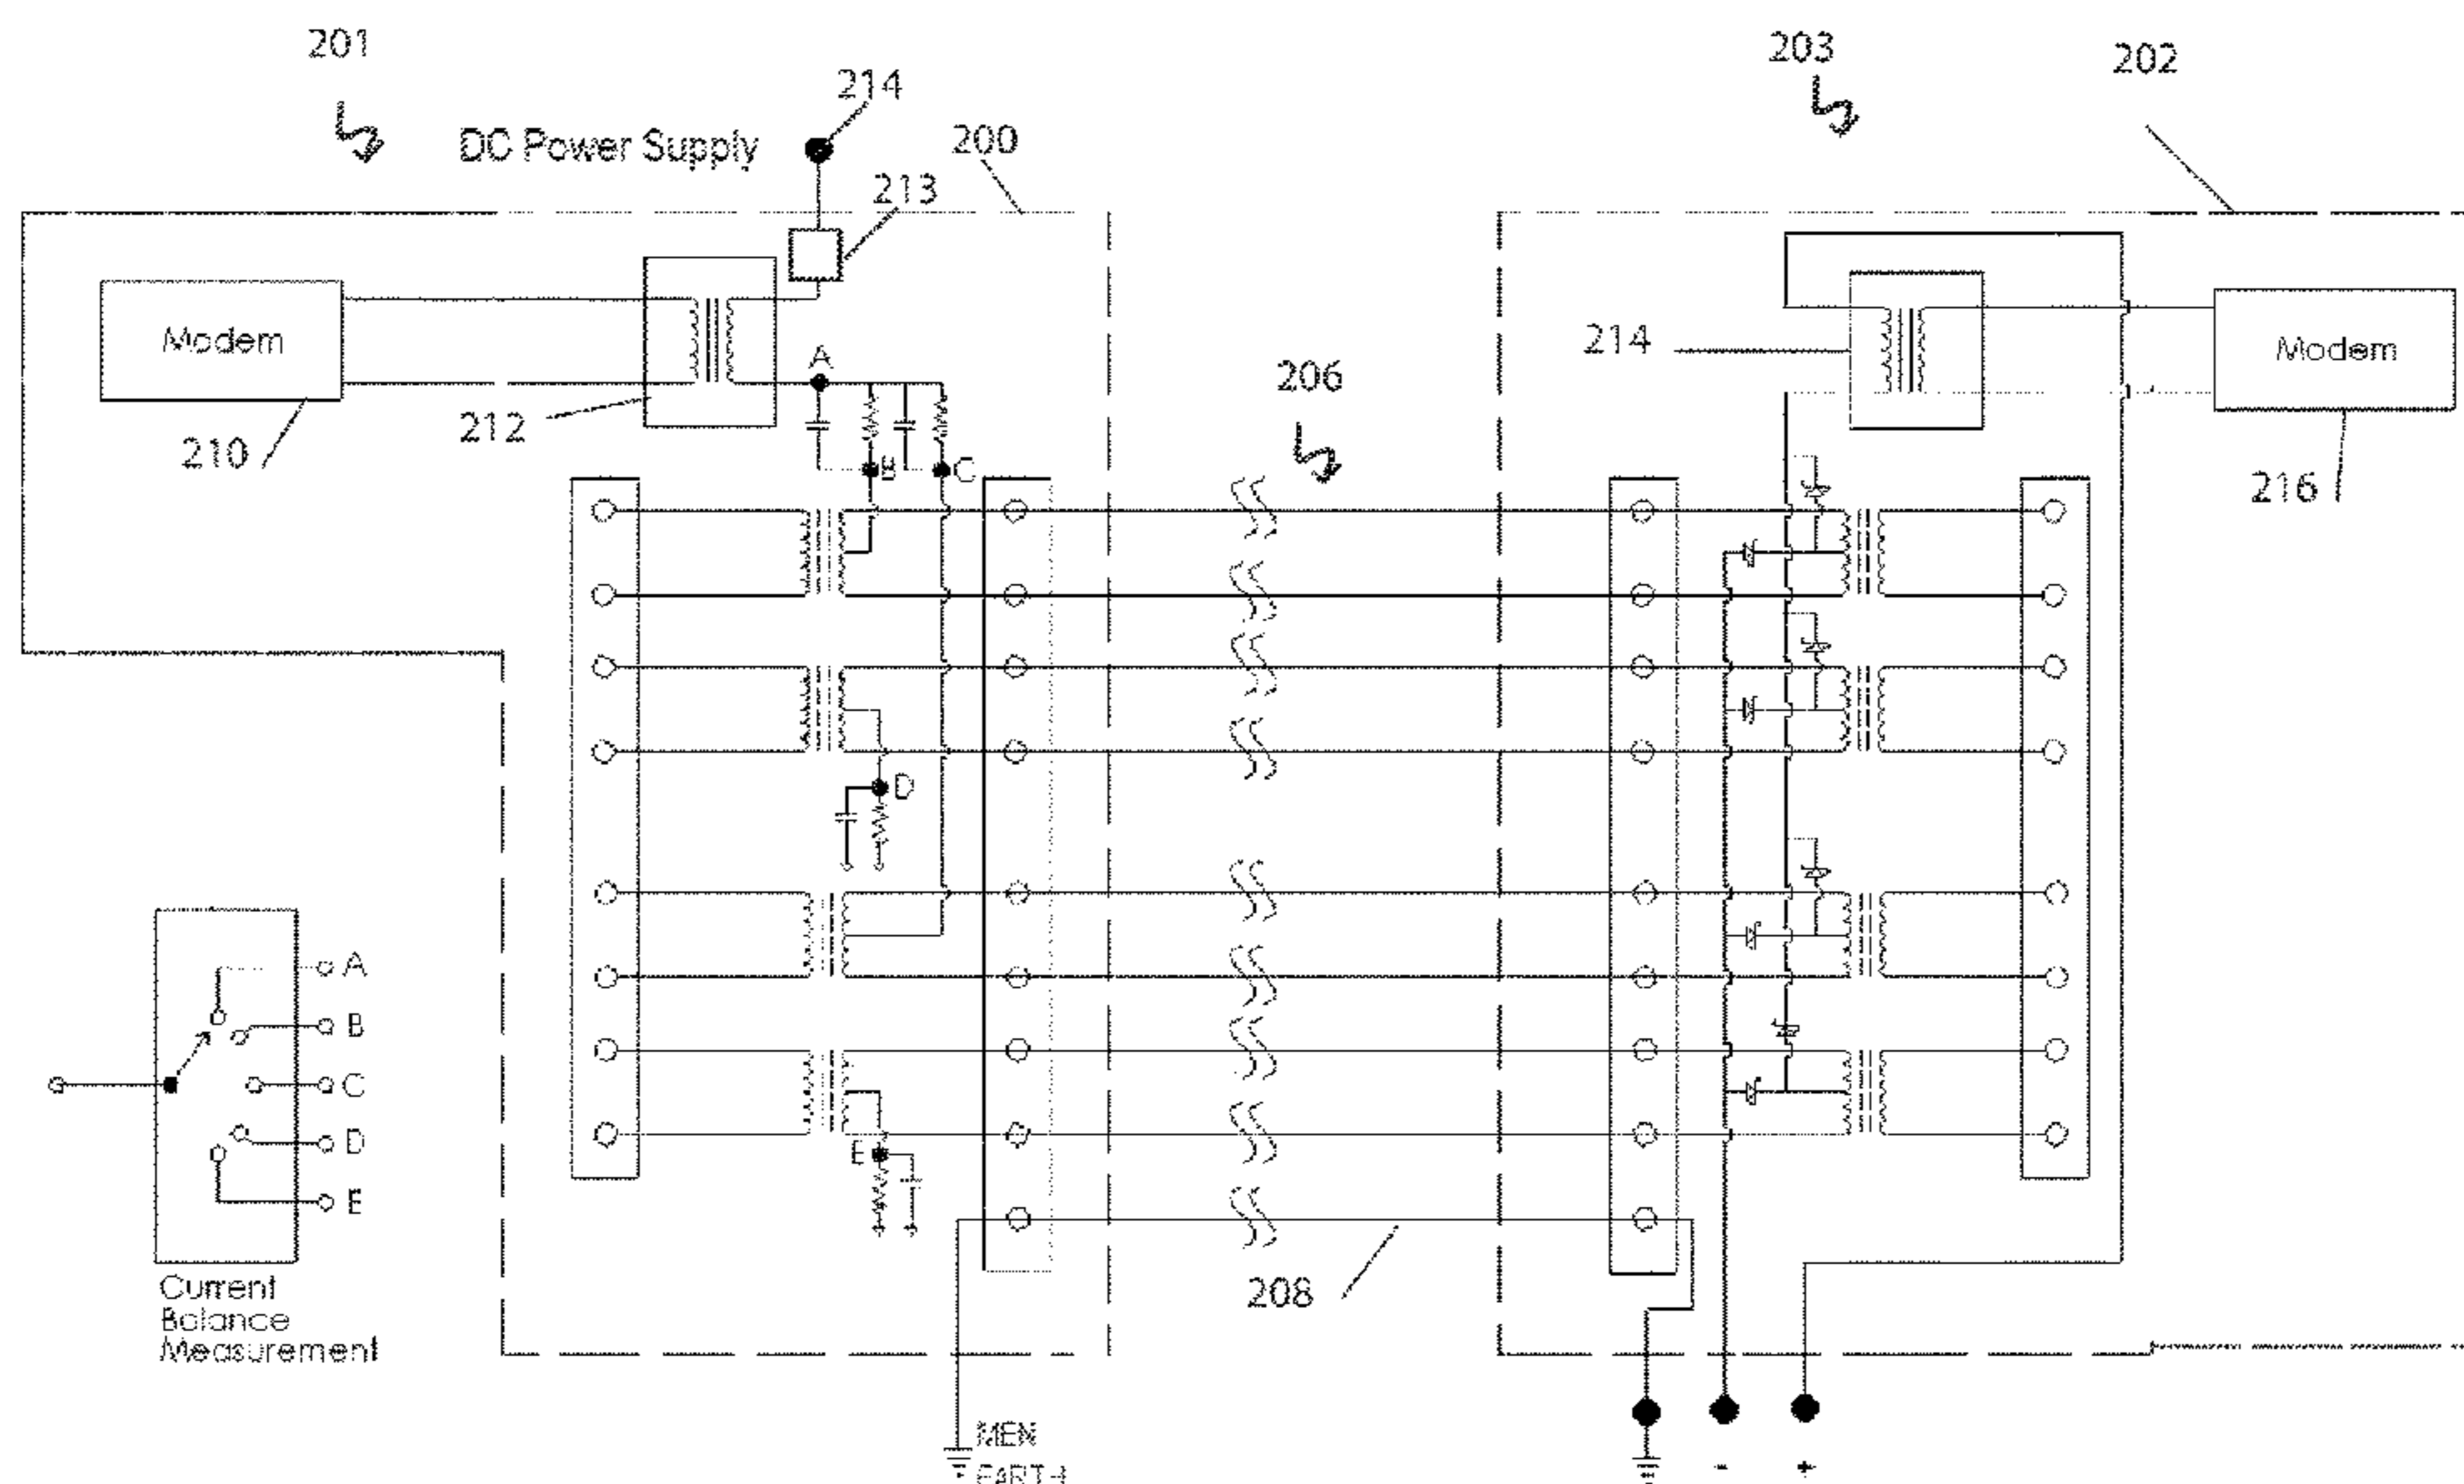 201
214
203
202
DC Power Supply
200
213
Modem
A
214
Modem
212
206
210
B
C
216
D
A
B
C
D
E
E
208
Current
Balance
Measurement
MEN
EARTH
-
+